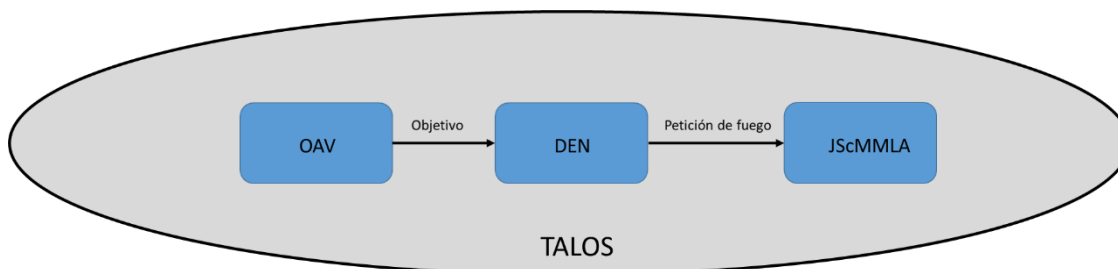 Objetivo
Petición de fuego
OAV
DEN
JScMMLA
TALOS